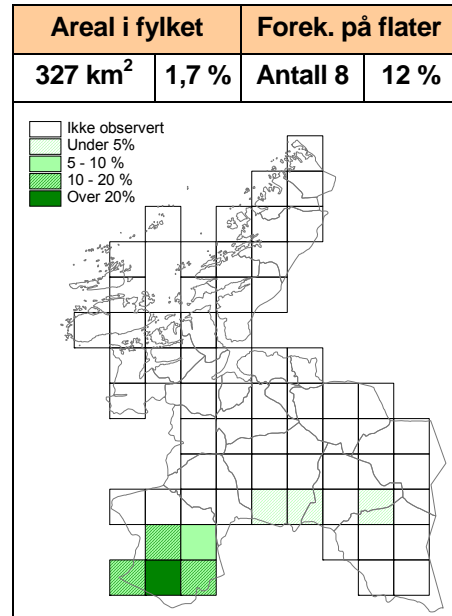 Areal i fylket Forek. på flater
327 km² 1,7 % Antall 8 12 %
Ikke observert
Under 5%
5 - 10 %
10 - 20 %
Over 20%